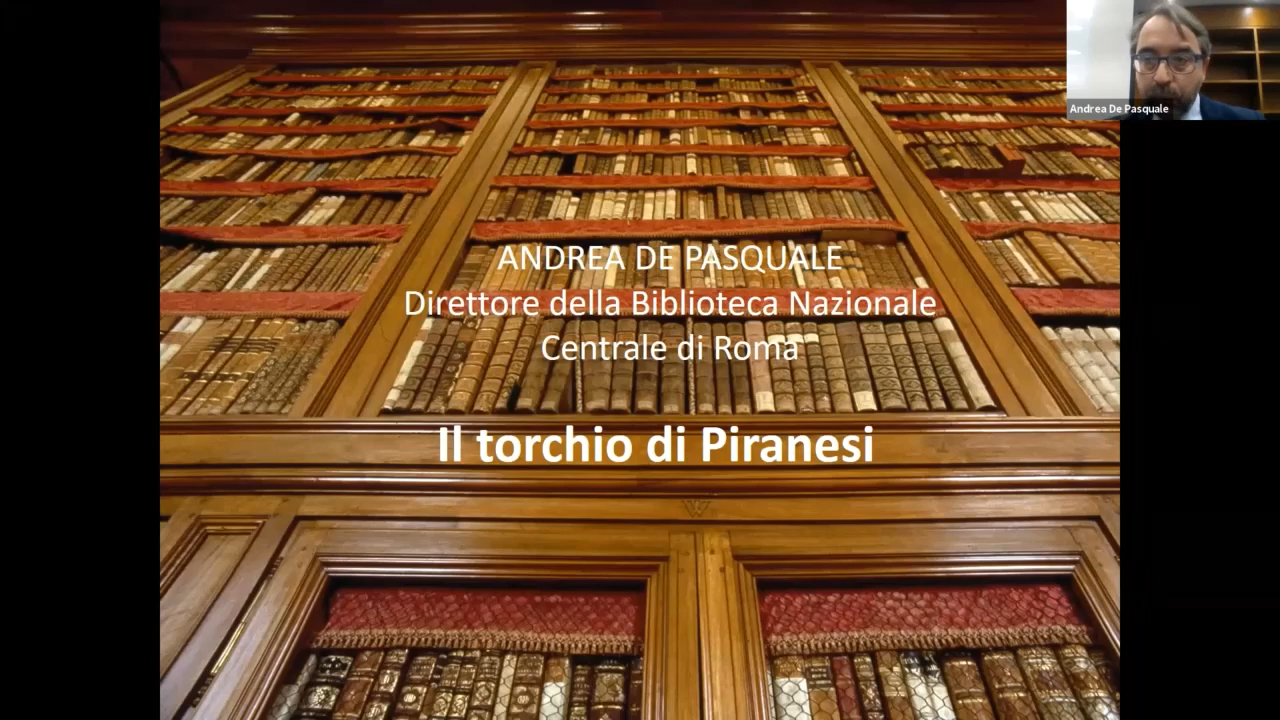 Andrea De Pasquale
ANDREA DE PASQUALE
Direttore della Biblioteca Nazionale
Centrale di Roma
Il torchio di Piranesi
W